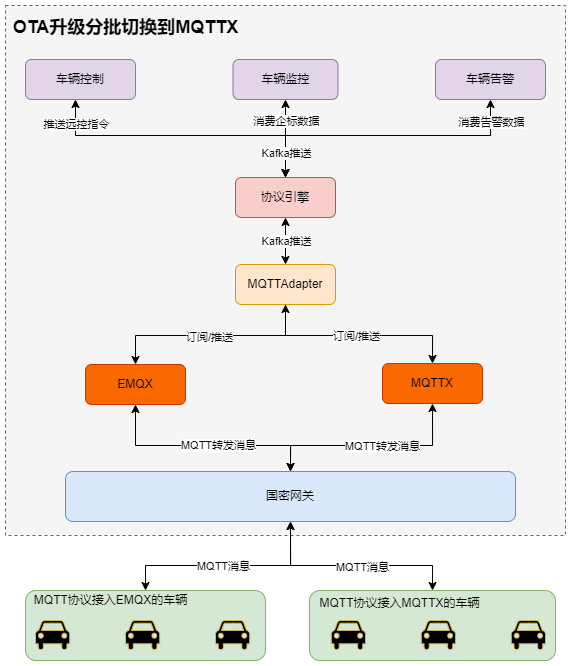 OTA升级分批切换到MQTTX
车辆控制
车辆监控
车辆告警
推送远控指令
消费企标数据
消费告警数据
Kafka推送
协议引擎
Kafka推送
MQTTAdapter
订阅/推送
订阅/推送
EMQX
MQTTX
MQTT转发消息
MQTT转发消息
国密网关
MQTT消息
MQTT消息
MQTT协议接入EMQX的车辆
MQTT协议接入MQTTX的车辆